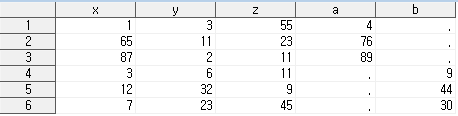 x y z a b
1 1 3 55 4 .
2 65 11 23 76 .
3 87 2 11 89 .
4 3 6 11 . 9
5 12 32 9 . 44
6 7 23 45 . 30